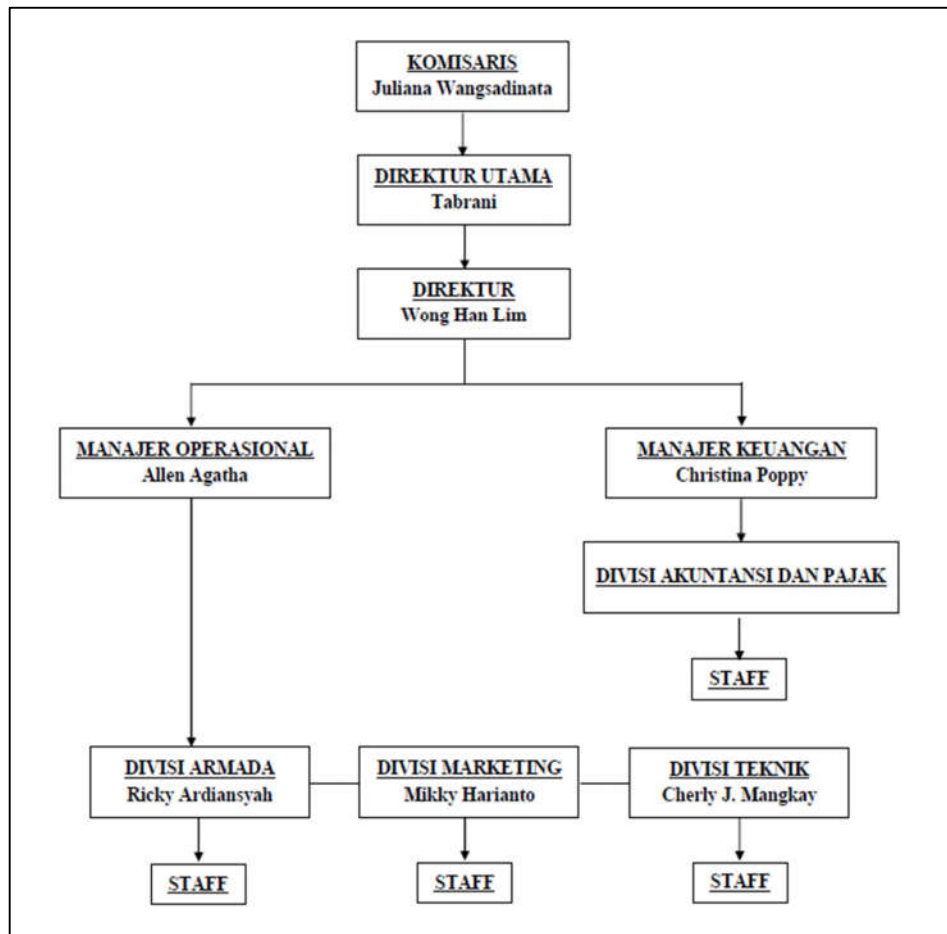 KOMISARIS
Juliana Wangsadinata
DIREKTUR UTAMA
Tabrani
DIREKTUR
Wong Han Lim
MANAJER OPERASIONAL
Allen Agatha
MANAJER KEUANGAN
Christina Poppy
DIVISI AKUNTANSI DAN PAJAK
STAFF
DIVISI ARMADA
Ricky Ardiansyah
DIVISI MARKETING
Mikky Harianto
DIVISI TEKNIK
Cherly J. Mangkay
STAFF
STAFF
STAFF